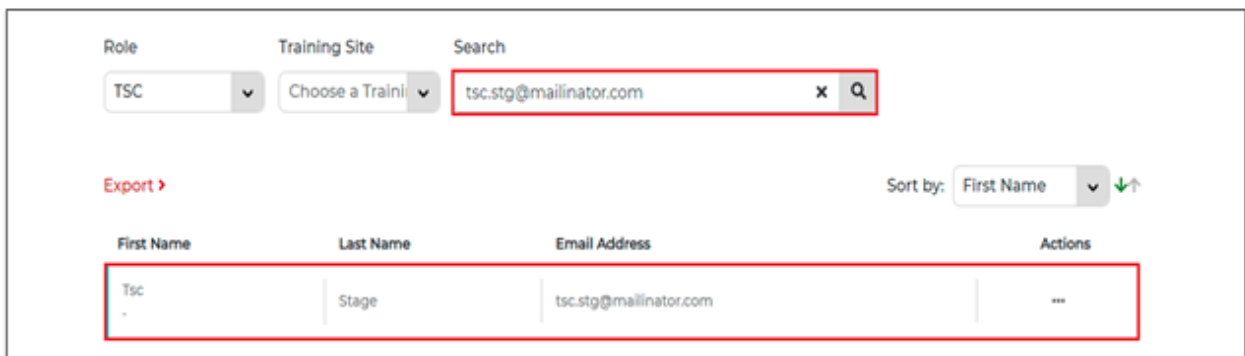 Role Training Site Search
TSC Choose a Traini tsc.stg@mailinator.com x
Export >
Sort by: First Name
First Name Last Name Email Address Actions
Tsc
-
Stage tsc.stg@mailinator.com ...